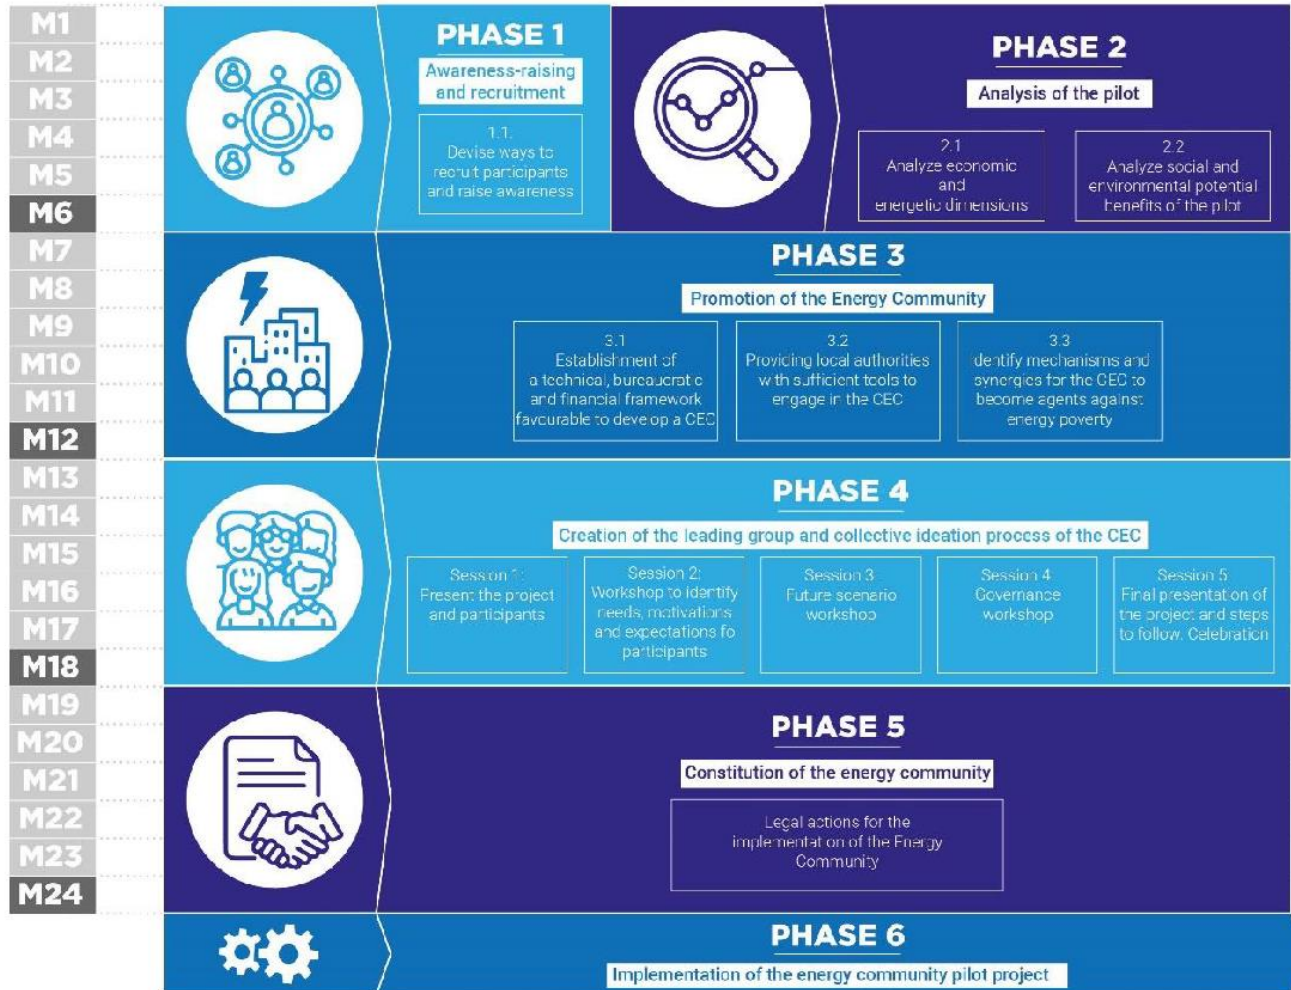 M1
M2
M3
M4
M5
M6
M7
M8
M9
M10
M11
M12
M13
M14
M15
M16
M17
M18
M19
M20
M21
M22
M23
M24
PHASE 1
Awareness-raising
and recruitment
1.1.
Devise ways to
recruit participants
and raise awareness
PHASE 2
Analysis of the pilot
2.1
Analyze economic
and
energetic dimensions
2.2
Analyze social and
environmental potential
benefits of the pilot
PHASE 3
Promotion of the Energy Community
3.1
Establishment of
a technical, bureaucratic
and financial framework
favourable to develop a CEC
3.2
Providing local authorities
with sufficient tools to
engage in the CEC
3.3
Identify mechanisms and
synergies for the CEC to
become agents against
energy poverty
PHASE 4
Creation of the leading group and collective ideation process of the CEC
Session 1:
Present the project
and participants
Session 2:
Workshop to identify
needs, motivations
and expectations fo
participants
Session 3
Future scenario
workshop
Session 4
Governance
workshop
Session 5
Final presentation of
the project and steps
to follow. Celebration
PHASE 5
Constitution of the energy community
Legal actions for the
implementation of the Energy
Community
PHASE 6
Implementation of the energy community pilot project